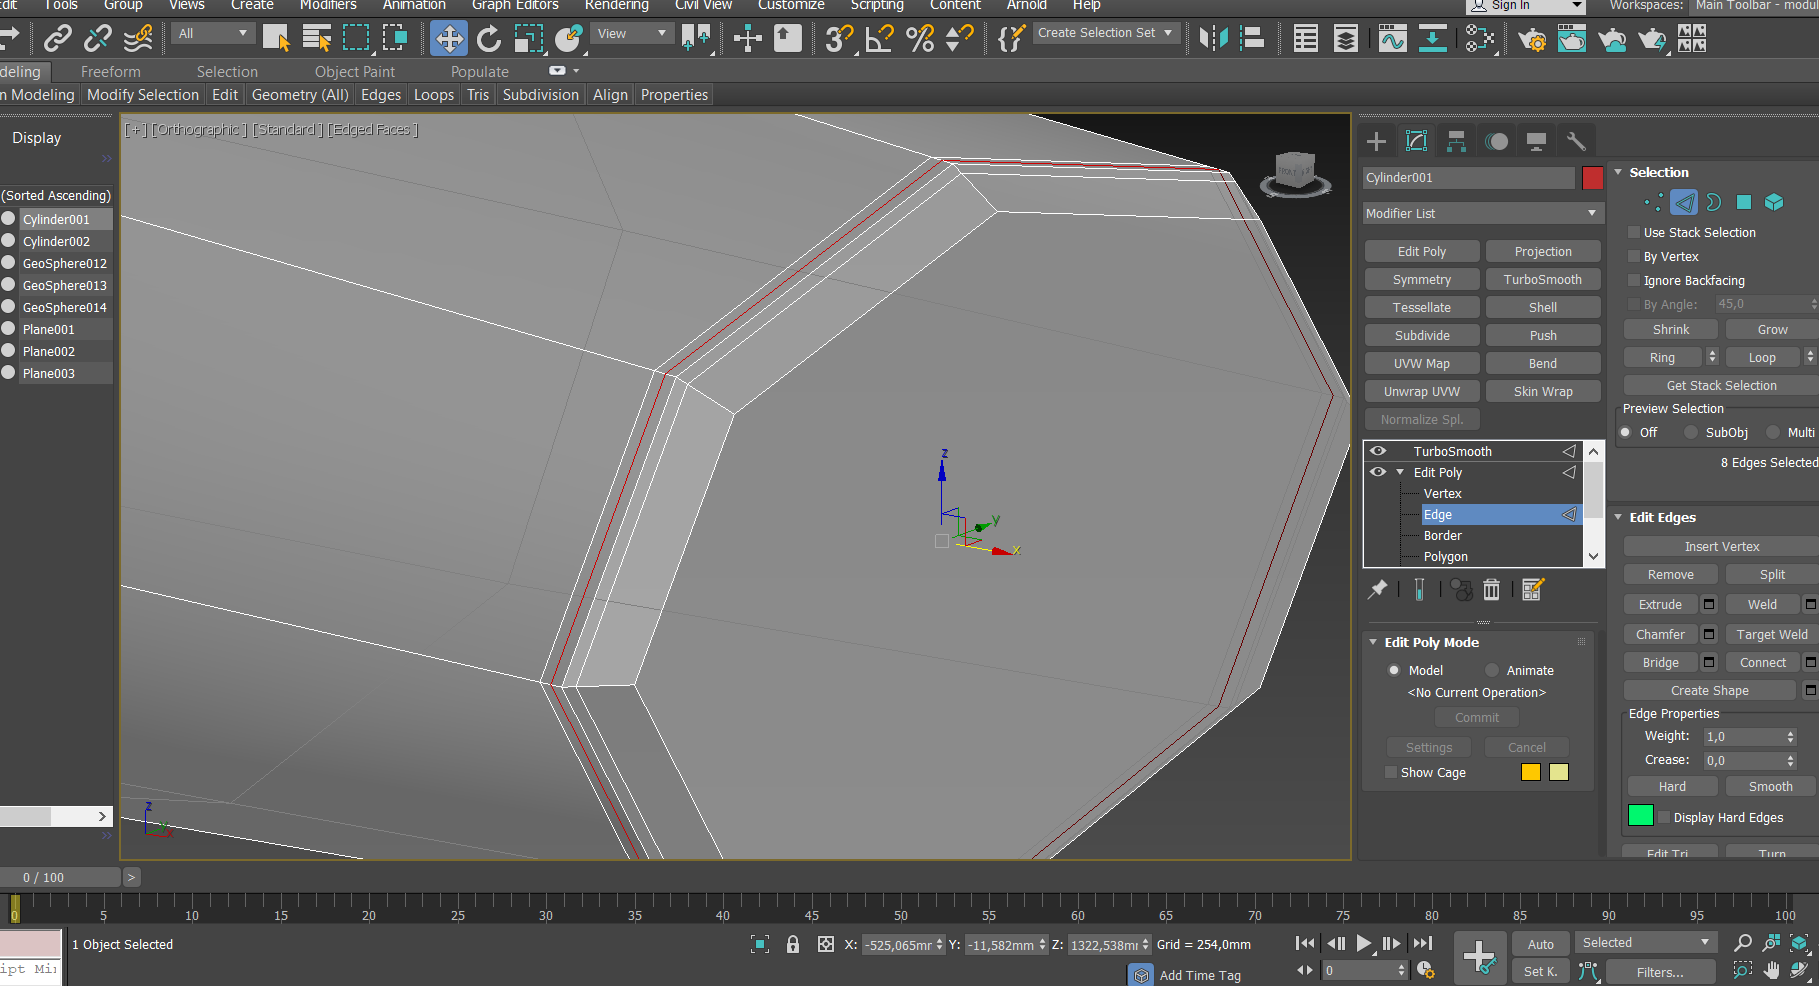 dit Tools Group Views Create Modifiers Animation Graph Editors Rendering Civil View Customize Scripting Content Arnold Help Sign In Workspaces: Main Toolbar - modul
All View 3 Create Selection Set
deling Freeform Selection Object Paint Populate
n Modeling Modify Selection Edit Geometry (All) Edges Loops Tris Subdivision Align Properties
Display
(Sorted Ascending)
Cylinder001
Cylinder002
GeoSphere012
GeoSphere013
GeoSphere014
Plane001
Plane002
Plane003
[ + ] [Orthographic ] [Standard ] [Edged Faces ]
FRONT
z
y
x
z
x
Cylinder001
Modifier List
Edit Poly Projection
Symmetry TurboSmooth
Tessellate Shell
Subdivide Push
UVW Map Bend
Unwrap UVW Skin Wrap
Normalize Spl.
TurboSmooth
Edit Poly
Vertex
Edge
Border
Polygon
Edit Poly Mode
Model Animate
<No Current Operation>
Commit
Settings Cancel
Show Cage
Selection
Use Stack Selection
By Vertex
Ignore Backfacing
By Angle: 45,0
Shrink Grow
Ring Loop
Get Stack Selection
Preview Selection
Off SubObj Multi
8 Edges Selected
Edit Edges
Insert Vertex
Remove Split
Extrude Weld
Chamfer Target Weld
Bridge Connect
Create Shape
Edge Properties
Weight: 1,0
Crease: 0,0
Hard Smooth
Display Hard Edges
Edit Tri. Turn
0 / 100 >
0 5 10 15 20 25 30 35 40 45 50 55 60 65 70 75 80 85 90 95 100
1 Object Selected X: -525,065mr Y: -11,582mm Z: 1322,538mı Grid = 254,0mm Auto Selected
ipt Mi Add Time Tag 0 Set K. Filters...